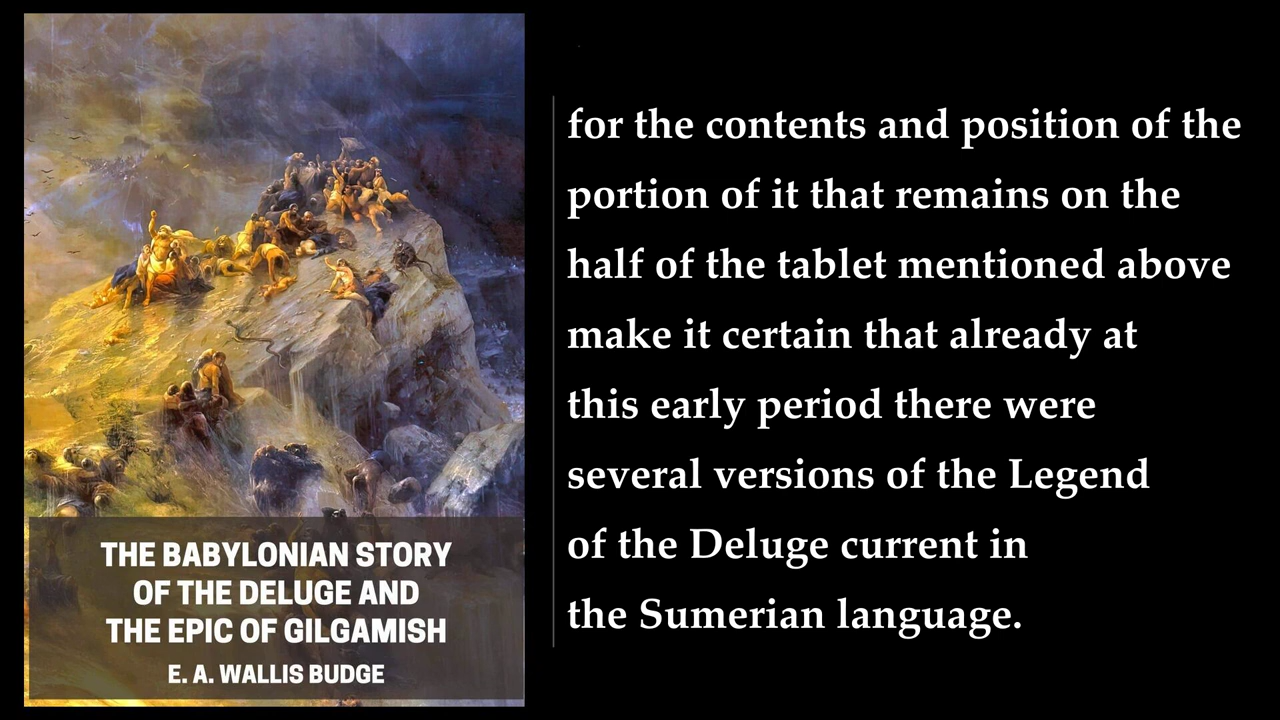 THE BABYLONIAN STORY
OF THE DELUGE AND
THE EPIC OF GILGAMISH
E. A. WALLIS BUDGE
for the contents and position of the
portion of it that remains on the
half of the tablet mentioned above
make it certain that already at
this early period there were
several versions of the Legend
of the Deluge current in
the Sumerian language.